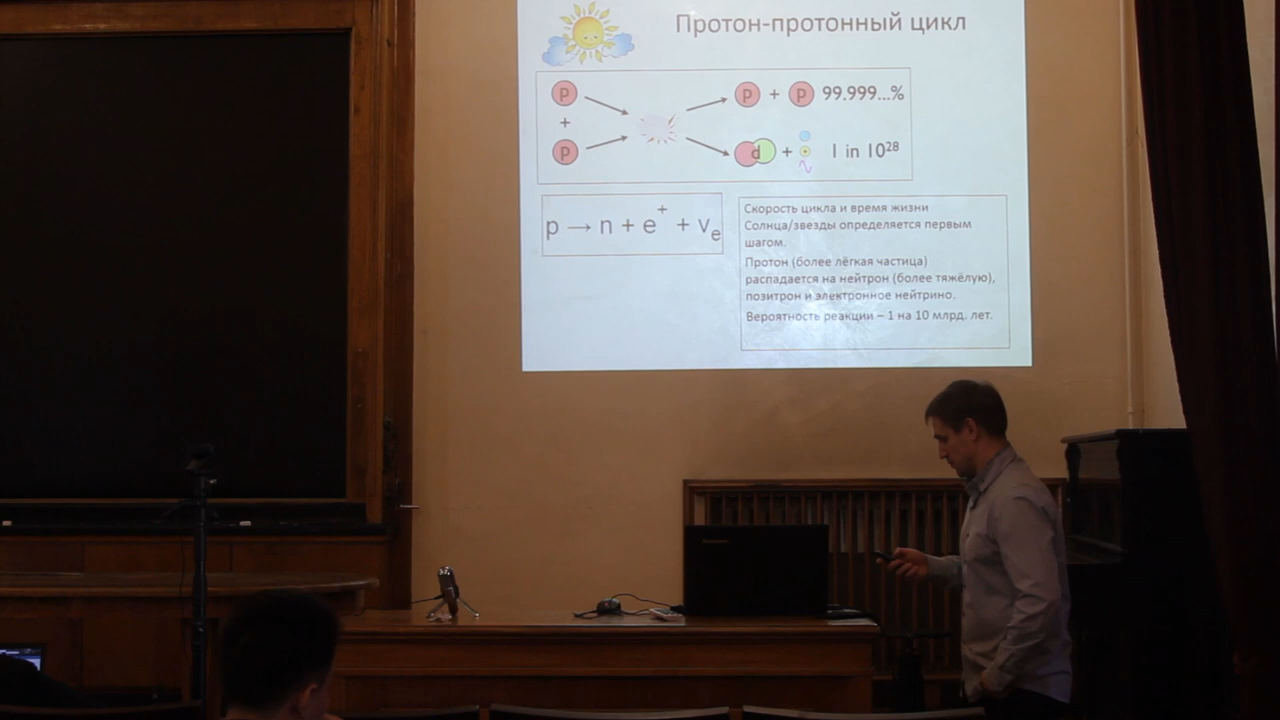 Протон-протонный цикл
p
p + p 99.999...%
+
p
d + 1 in 10²⁸
p → n + e⁺ + νₑ
Скорость цикла и время жизни
Солнца/звезды определяется первым
шагом.
Протон (более лёгкая частица)
распадается на нейтрон (более тяжёлую),
позитрон и электронное нейтрино.
Вероятность реакции – 1 на 10 млрд. лет.